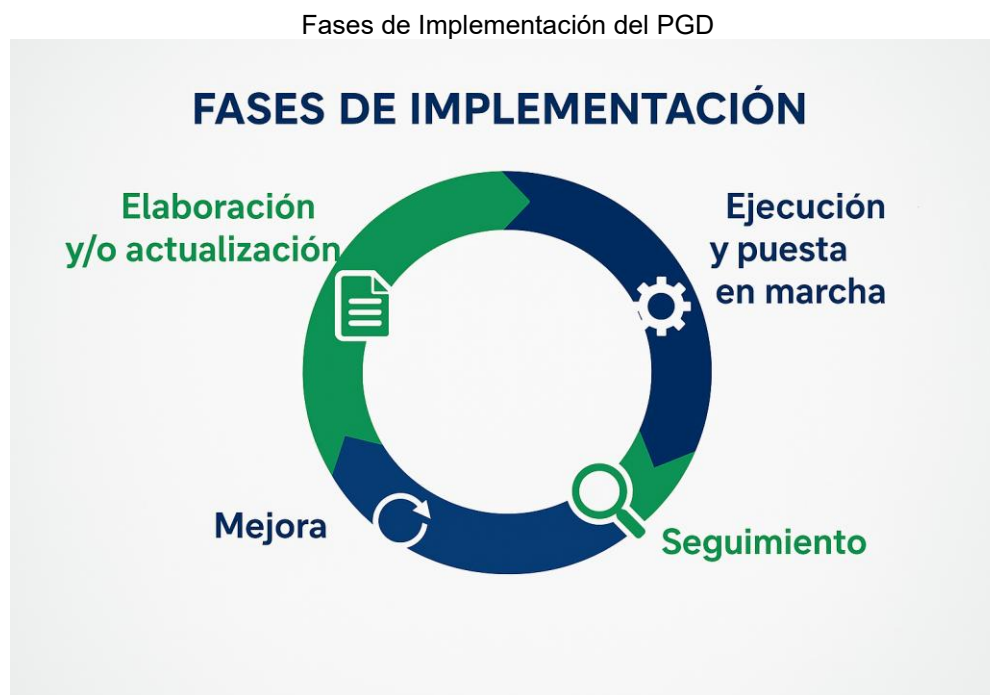 Fases de Implementación del PGD
FASES DE IMPLEMENTACIÓN
Elaboración
y/o actualización
Ejecución
y puesta
en marcha
Mejora
Seguimiento